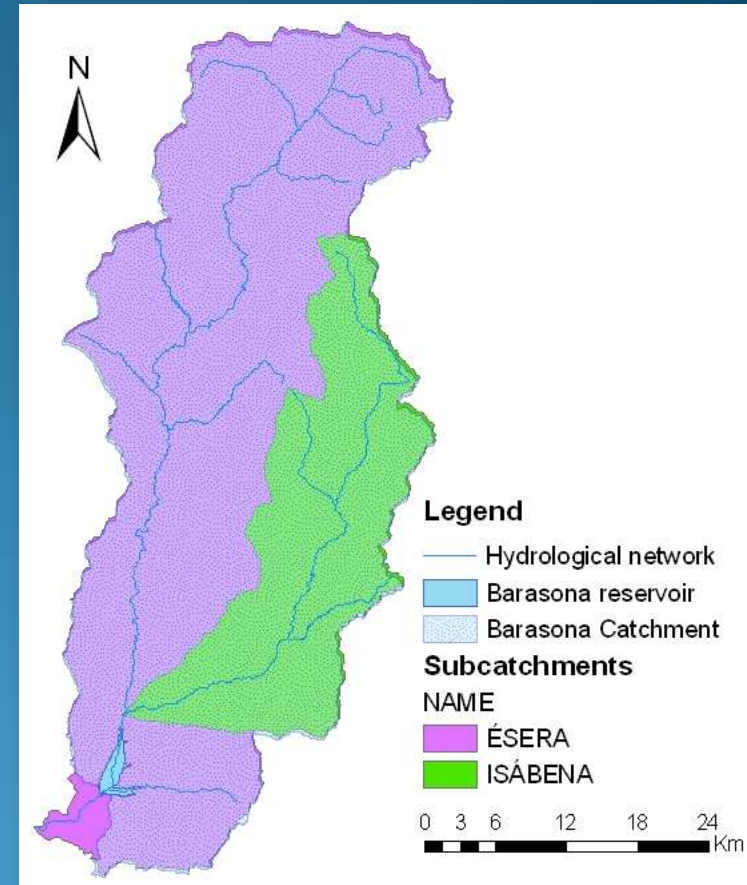 N
Legend
Hydrological network
Barasona reservoir
Barasona Catchment
Subcatchments
NAME
ÉSERA
ISÁBENA
0 3 6 12 18 24
Km